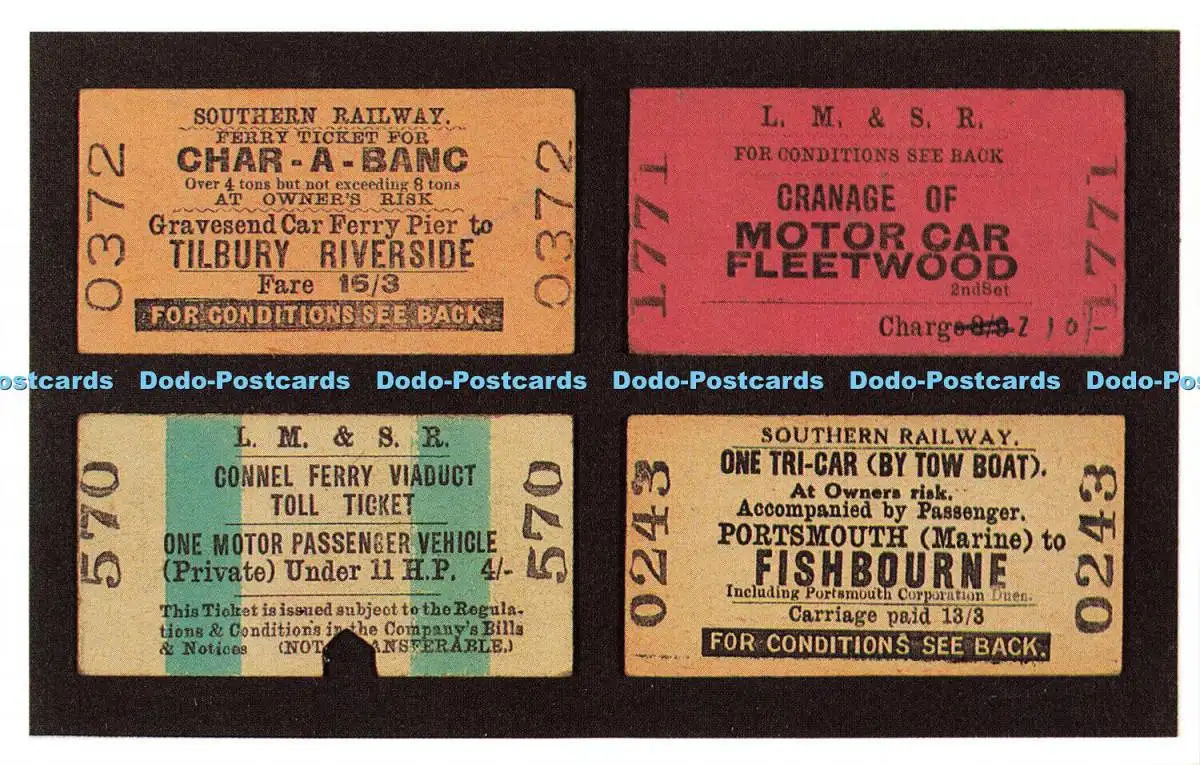 0372
SOUTHERN RAILWAY.
FERRY TICKET FOR
CHAR-A-BANC
Over 4 tons but not exceeding 8 tons
AT OWNER'S RISK
Gravesend Car Ferry Pier to
TILBURY RIVERSIDE
Fare 16/3
FOR CONDITIONS SEE BACK.
0372
1771
L. M. & S. R.
FOR CONDITIONS SEE BACK
CRANAGE OF
MOTOR CAR
FLEETWOOD
2nd Set
Charge 8/9 Z 10/-
1771
Dodo-Postcards Dodo-Postcards Dodo-Postcards Dodo-Postcards
570
L. M. & S. R.
CONNEL FERRY VIADUCT
TOLL TICKET
ONE MOTOR PASSENGER VEHICLE
(Private) Under 11 H.P. 4/-
This Ticket is issued subject to the Regula-
tions & Conditions in the Company's Bills
& Notices (NOT TRANSFERABLE.)
570
0243
SOUTHERN RAILWAY.
ONE TRI-CAR (BY TOW BOAT).
At Owners risk.
Accompanied by Passenger.
PORTSMOUTH (Marine) to
FISHBOURNE
Including Portsmouth Corporation Dues.
Carriage paid 13/3
FOR CONDITIONS SEE BACK.
0243